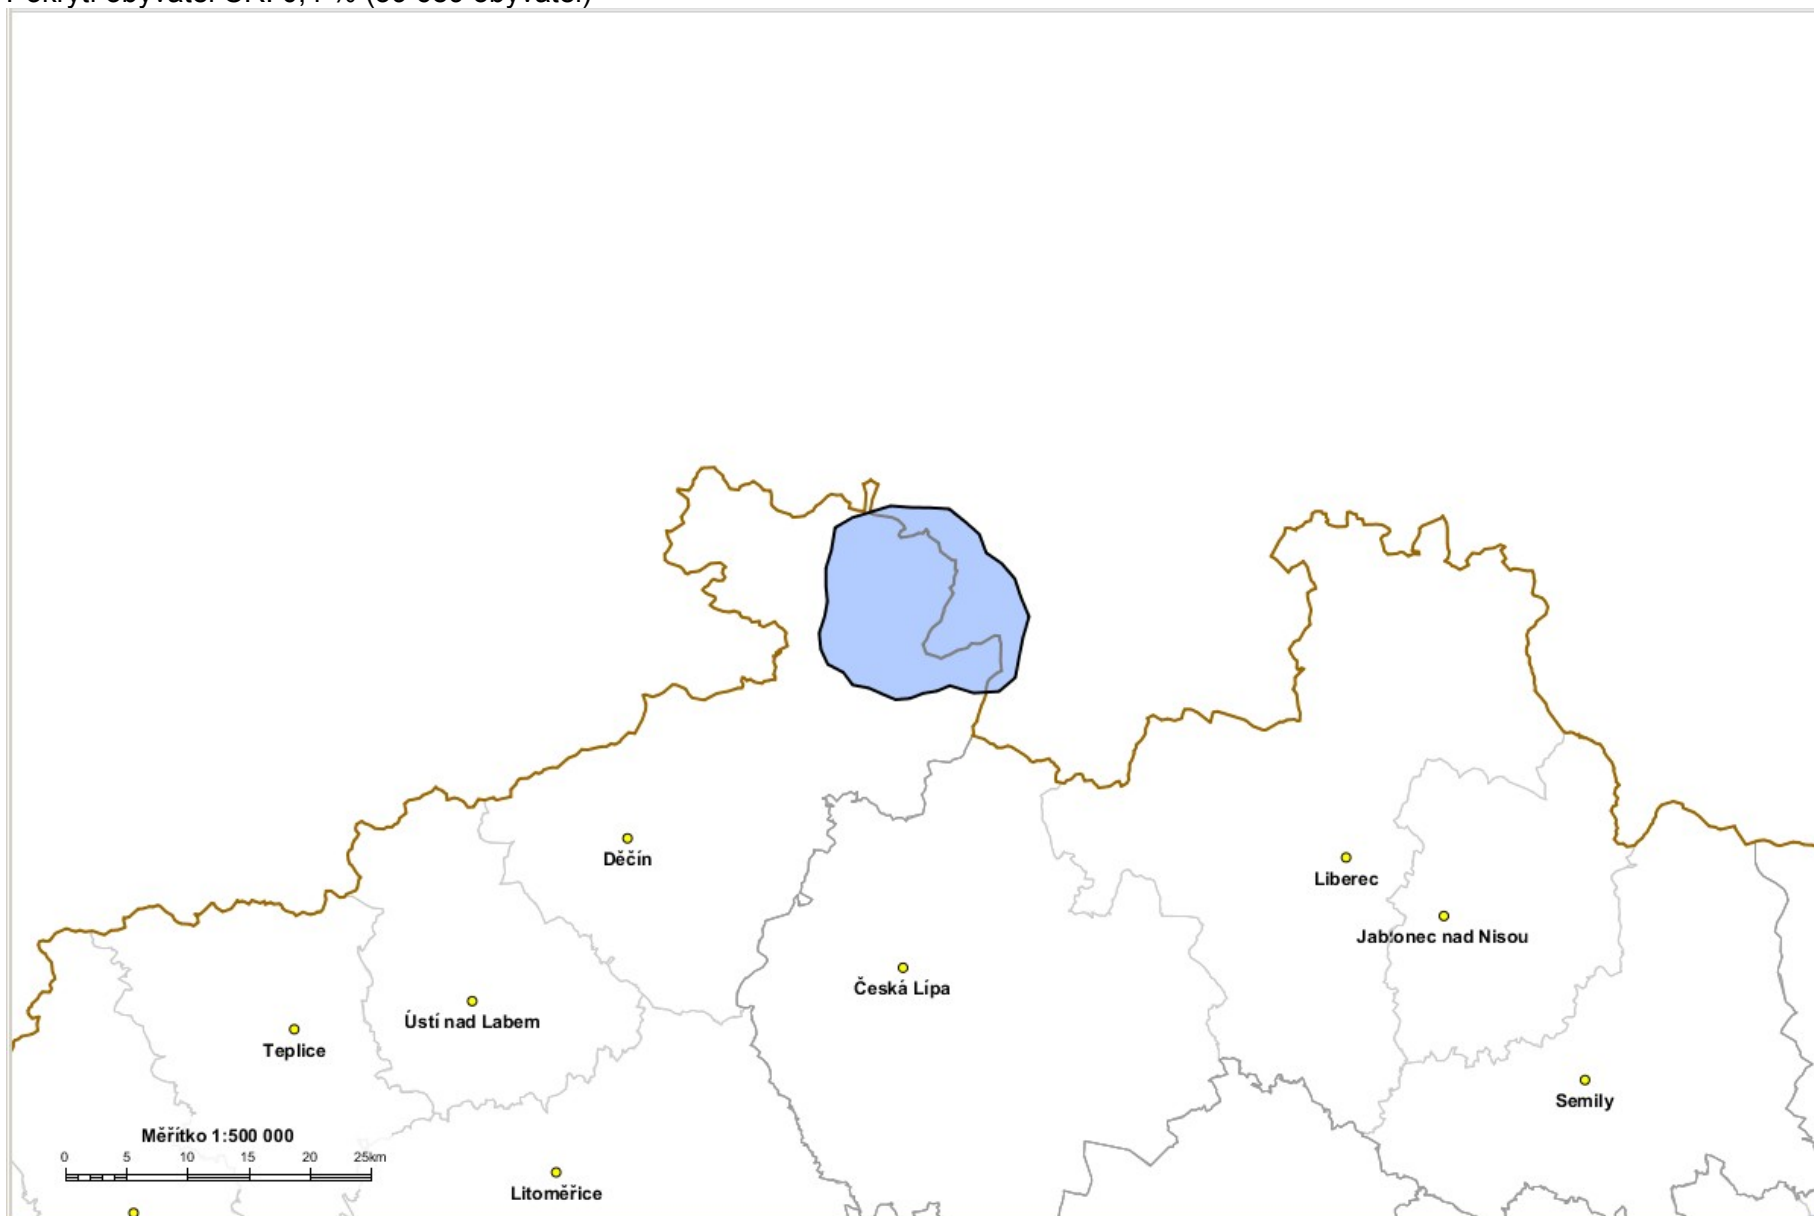 Děčín
Liberec
Jablonec nad Nisou
Česká Lípa
Ústí nad Labem
Teplice
Semily
Měřítko 1:500 000
0 5 10 15 20 25km
Litoměřice